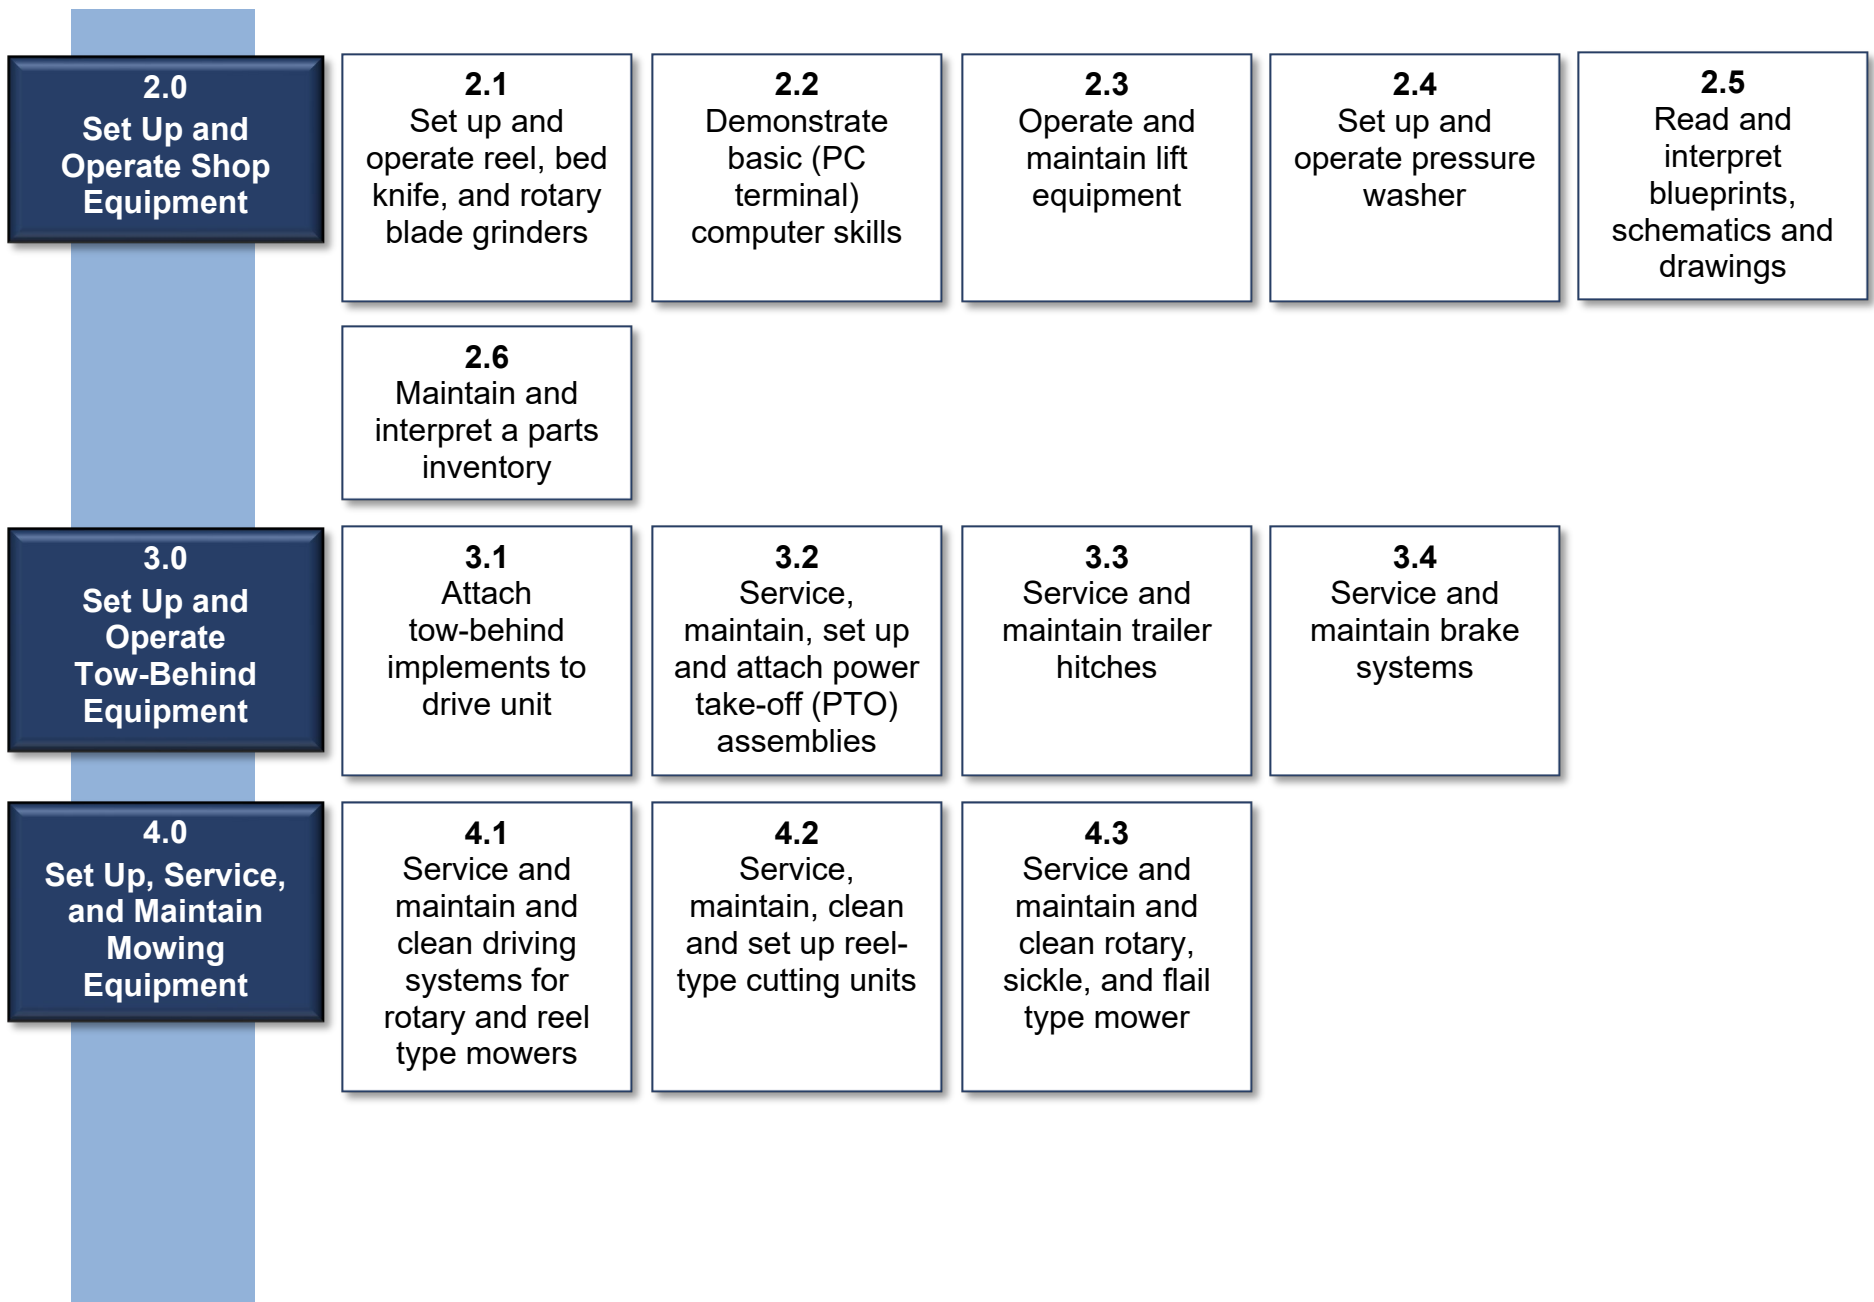 2.0
Set Up and
Operate Shop
Equipment
2.1
Set up and
operate reel, bed
knife, and rotary
blade grinders
2.2
Demonstrate
basic (PC
terminal)
computer skills
2.3
Operate and
maintain lift
equipment
2.4
Set up and
operate pressure
washer
2.5
Read and
interpret
blueprints,
schematics and
drawings
2.6
Maintain and
interpret a parts
inventory
3.0
Set Up and
Operate
Tow-Behind
Equipment
3.1
Attach
tow-behind
implements to
drive unit
3.2
Service,
maintain, set up
and attach power
take-off (PTO)
assemblies
3.3
Service and
maintain trailer
hitches
3.4
Service and
maintain brake
systems
4.0
Set Up, Service,
and Maintain
Mowing
Equipment
4.1
Service and
maintain and
clean driving
systems for
rotary and reel
type mowers
4.2
Service,
maintain, clean
and set up reel-
type cutting units
4.3
Service and
maintain and
clean rotary,
sickle, and flail
type mower